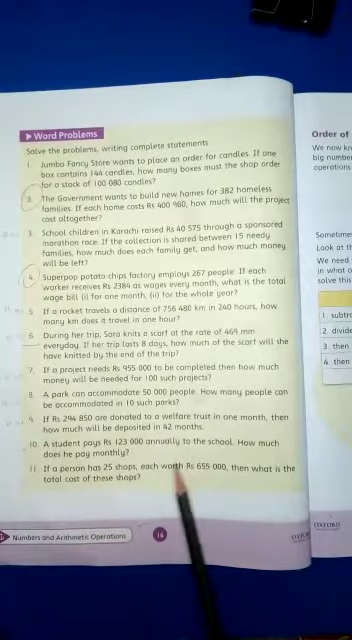 Word Problems
Solve the problems, writing complete statements
1. Jumbo Fancy Store wants to place an order for candles. If one
box contains 144 candles, how many boxes must the shop order
for a stock of 100 080 candles?
2. The Government wants to build new homes for 382 homeless
families. If each home costs Rs 400 960, how much will the project
cost altogether?
3. School children in Karachi raised Rs 40 575 through a sponsored
marathon race. If the collection is shared between 15 needy
families, how much does each family get, and how much money
will be left?
4. Superpop potato chips factory employs 267 people. If each
worker receives Rs 2384 as wages every month, what is the total
wage bill (i) for one month, (ii) for the whole year?
5. If a rocket travels a distance of 756 480 km in 240 hours, how
many km does it travel in one hour?
6. During her trip, Sara knits a scarf at the rate of 464 mm
everyday. If her trip lasts 8 days, how much of the scarf will she
have knitted by the end of the trip?
7. If a project needs Rs 955 000 to be completed then how much
money will be needed for 100 such projects?
8. A park can accommodate 50 000 people. How many people can
be accommodated in 10 such parks?
9. If Rs 294 850 are donated to a welfare trust in one month, then
how much will be deposited in 42 months.
10. A student pays Rs 123 000 annually to the school. How much
does he pay monthly?
11. If a person has 25 shops, each worth Rs 655 000, then what is the
total cost of these shops?
Numbers and Arithmetic Operations
14
Order of
We now kn
big number
operations
Sometime
Look at th
We need
in what o
solve this
1. subtra
2. divide
3. then
4. then
OXFORD